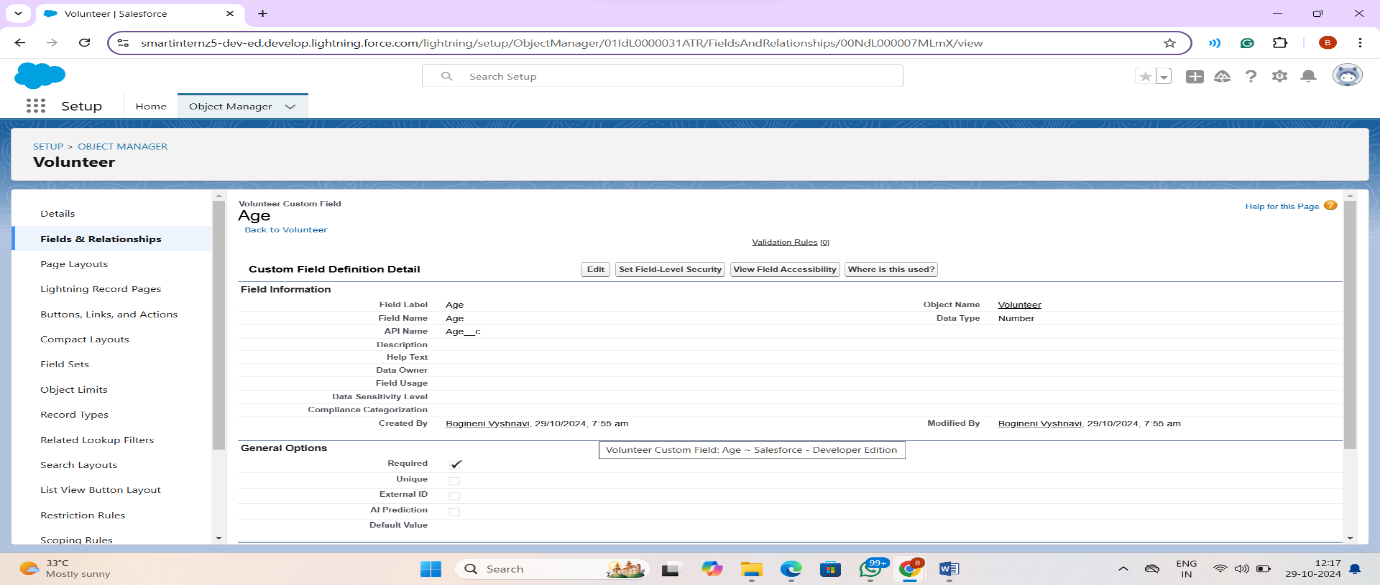 Volunteer | Salesforce
smartinternz5-dev-ed.develop.lightning.force.com/lightning/setup/ObjectManager/01IdL0000031ATR/FieldsAndRelationships/00NdL000007MLmX/view
B
Search Setup
Setup Home Object Manager
SETUP > OBJECT MANAGER
Volunteer
Details
Fields & Relationships
Page Layouts
Lightning Record Pages
Buttons, Links, and Actions
Compact Layouts
Field Sets
Object Limits
Record Types
Related Lookup Filters
Search Layouts
List View Button Layout
Restriction Rules
Scoping Rules
Volunteer Custom Field
Age
Back to Volunteer
Help for this Page ?
Validation Rules [0]
Custom Field Definition Detail Edit Set Field-Level Security View Field Accessibility Where is this used?
Field Information
Field Label Age Object Name Volunteer
Field Name Age Data Type Number
API Name Age__c
Description
Help Text
Data Owner
Field Usage
Data Sensitivity Level
Compliance Categorization
Created By Bogineni Vyshnavi, 29/10/2024, 7:55 am Modified By Bogineni Vyshnavi, 29/10/2024, 7:55 am
General Options
Volunteer Custom Field: Age ~ Salesforce - Developer Edition
Required
Unique
External ID
AI Prediction
Default Value
33°C
Mostly sunny
Search
99+
B
W
ENG
IN
12:17
29-10-2024